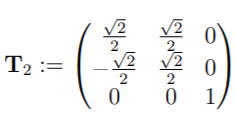 T₂ := ( √2/2 √2/2 0
-√2/2 √2/2 0
0 0 1,)